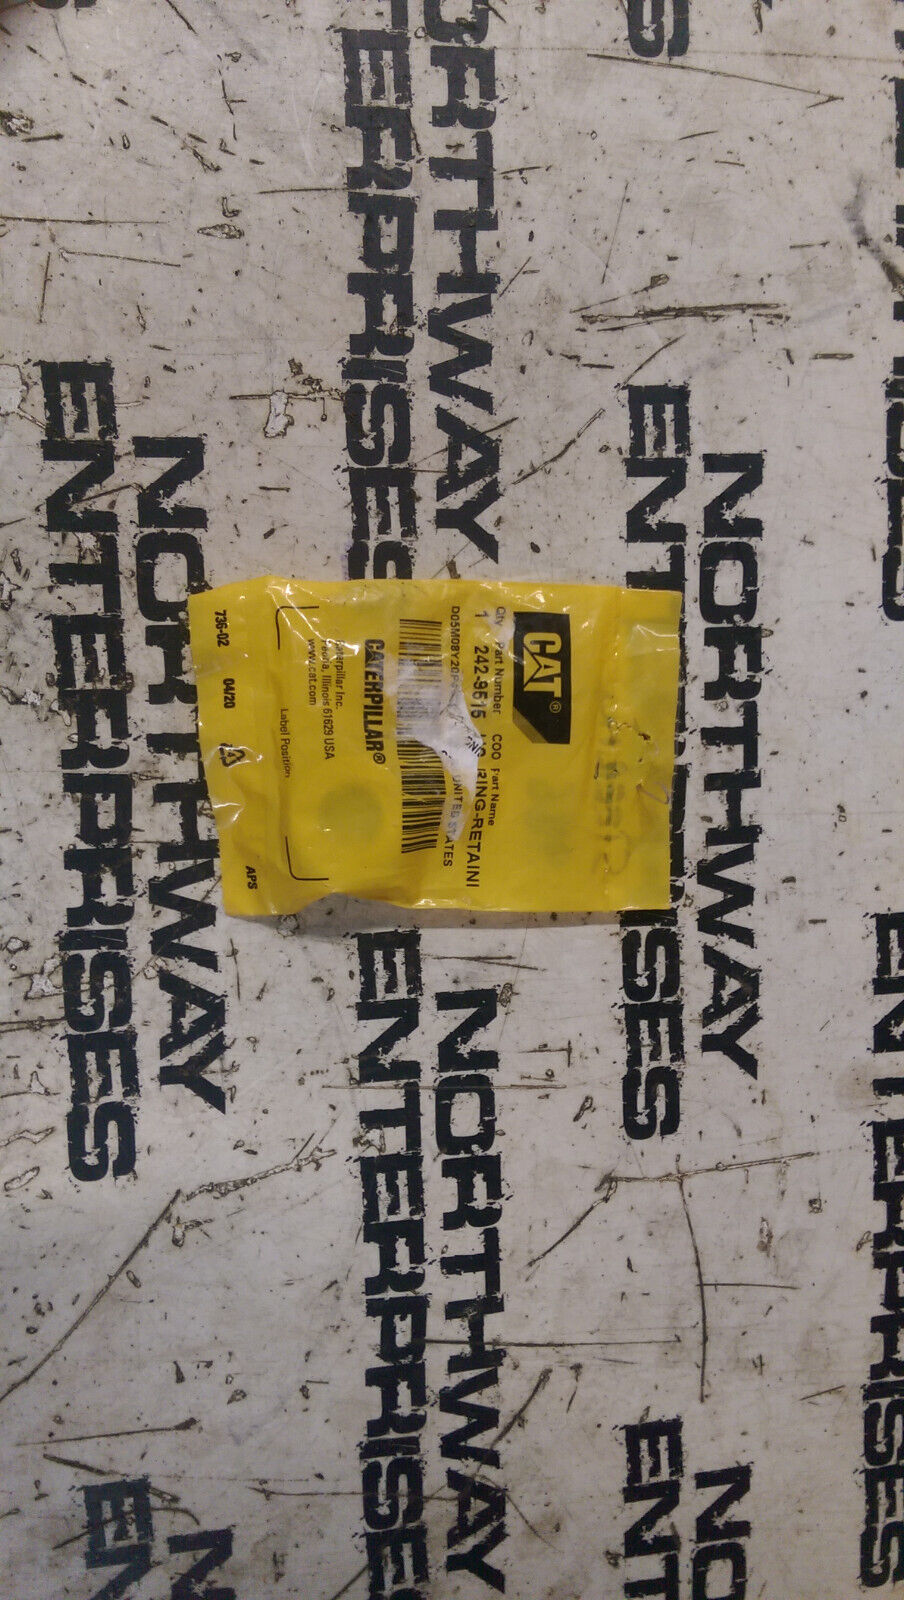 NORTHWAY
ENTERPRISES
NORTHWAY
ENTERPRISES
NORTHWAY
ENTERPRISES
NORTHWAY
ENTERPRISES
CAT®
Qty Part Number COO Part Name
1 242-9515 RING-RETAINI
UNITED STATES
CATERPILLAR®
Caterpillar Inc.
Peoria, Illinois 61629 USA
www.cat.com
Label Position
736-02 04/20 APS